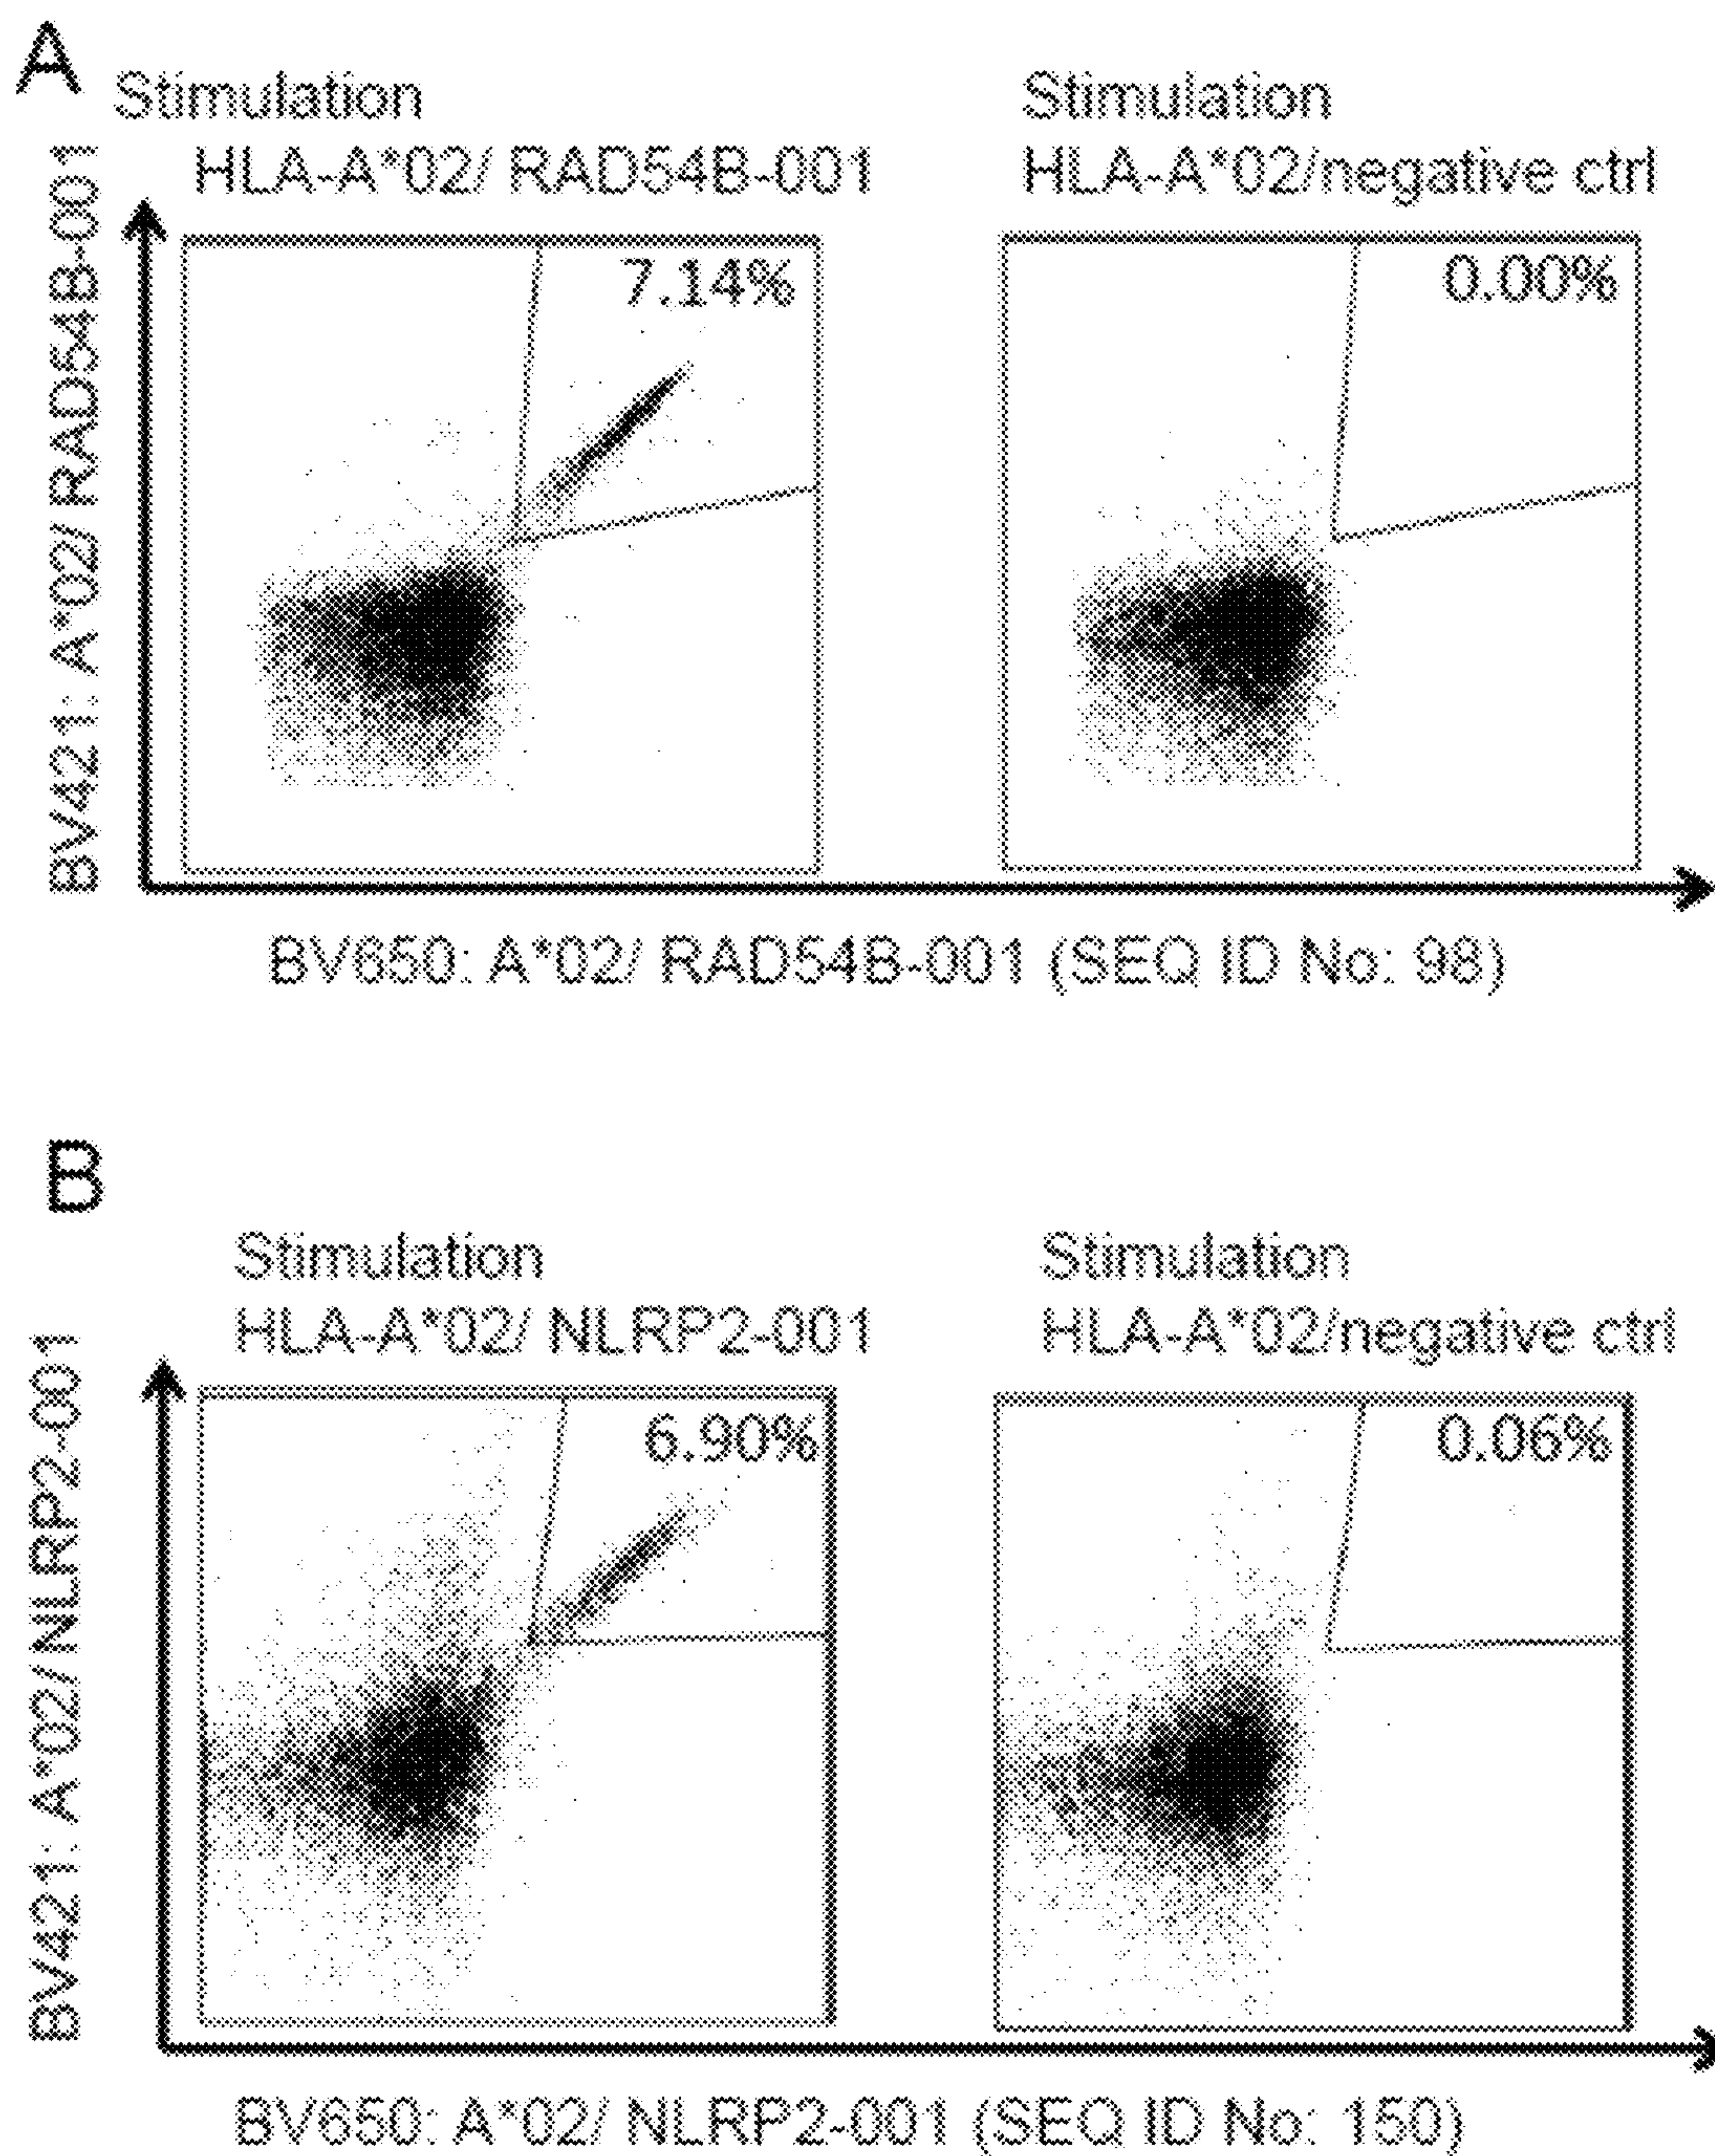 A
Stimulation
HLA-A*02/ RAD54B-001
Stimulation
HLA-A*02/negative ctrl
BV421: A*02/ RAD54B-001
7.14%
0.00%
BV650: A*02/ RAD54B-001 (SEQ ID No: 98)
B
Stimulation
HLA-A*02/ NLRP2-001
Stimulation
HLA-A*02/negative ctrl
BV421: A*02/ NLRP2-001
6.90%
0.06%
BV650: A*02/ NLRP2-001 (SEQ ID No: 150)